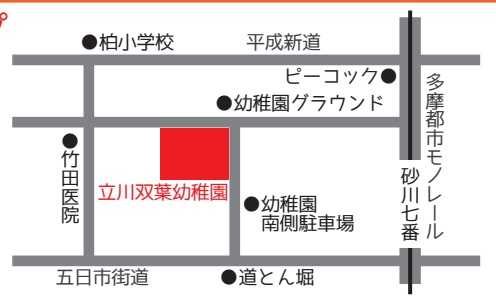 プ
●柏小学校
平成新道
ピーコック●
●幼稚園グラウンド
多摩都市モノレール
●竹田医院
立川双葉幼稚園
砂川七番
●幼稚園
南側駐車場
五日市街道
●道とん堀